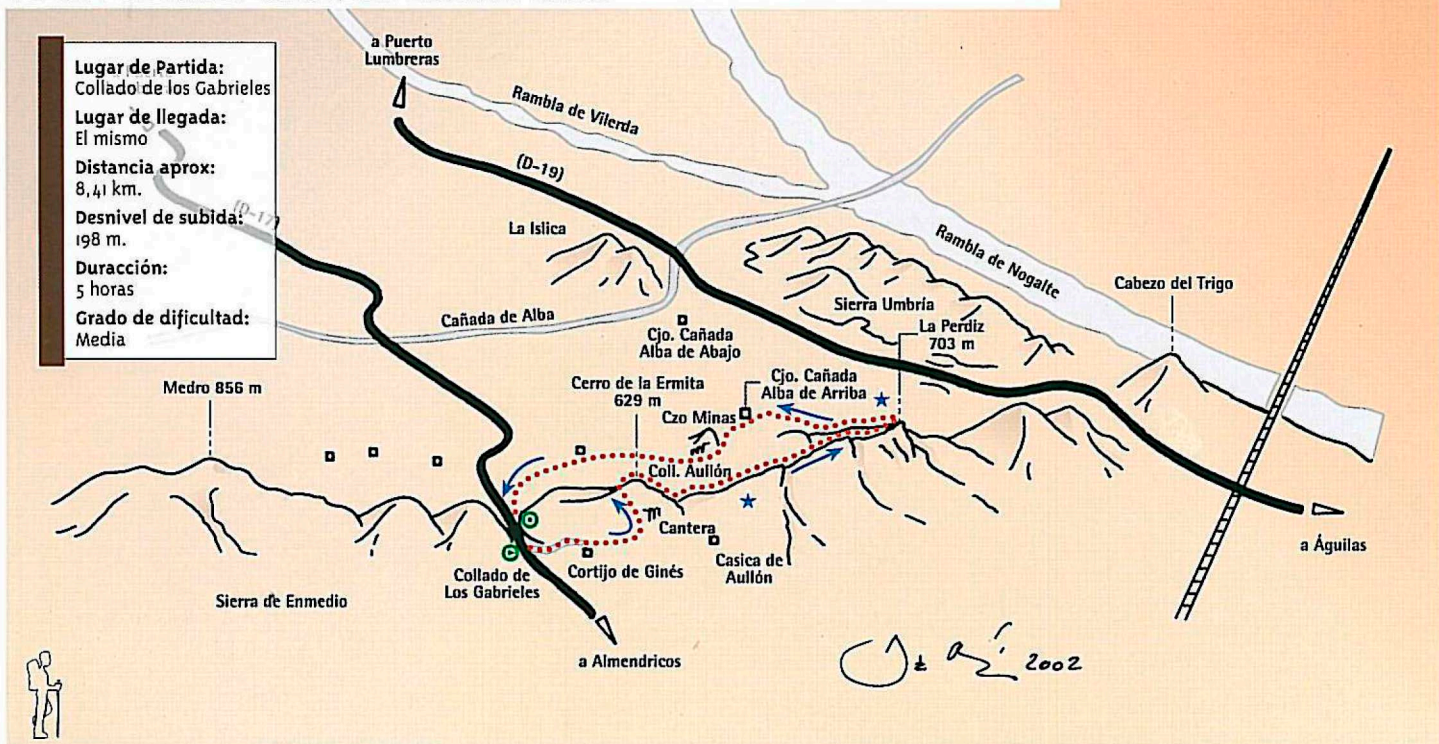 Lugar de Partida:
Collado de los Gabrieles
Lugar de llegada:
El mismo
Distancia aprox:
8,41 km.
Desnivel de subida:
198 m.
Duracción:
5 horas
Grado de dificultad:
Media
(D-17)
a Puerto
Lumbreras
Rambla de Vilerda
(D-19)
La Islica
Rambla de Nogalte
Cabezo del Trigo
Sierra Umbría
La Perdiz
703 m
Cañada de Alba
Cjo. Cañada
Alba de Abajo
Cjo. Cañada
Alba de Arriba
Cerro de la Ermita
629 m
Czo Minas
Medro 856 m
Coll. Aullón
Cantera
Casica de
Aullón
Cortijo de Ginés
Collado de
Los Gabrieles
Sierra de Enmedio
a Águilas
a Almendricos
2002